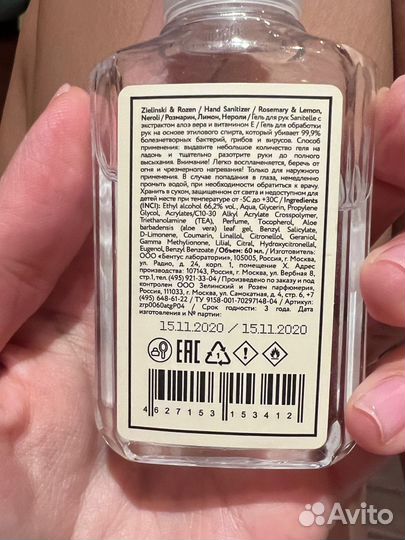 Zielinski & Rozen / Hand Sanitizer / Rosemary & Lemon,
Neroli / Розмарин, Лимон, Нероли / Гель для рук Sanitelle с
экстрактом алоэ вера и витамином Е / Гель для обработки
рук на основе этилового спирта, который убивает 99,9%
болезнетворных бактерий, грибов и вирусов. Способ
применения: выдавите небольшое количество геля на
ладонь и тщательно разотрите руки до полного
высыхания. Внимание! Легко воспламеняется, беречь от
огня и чрезмерного нагревания! Только для наружного
применения. В случае попадания в глаза, немедленно
промыть водой, при необходимости обратиться к врачу.
Хранить в сухом, защищенном от света и недоступном для
детей месте при температуре от -5С до +30С / Ingredients
(INCI): Ethyl alcohol 66,2% vol, Aqua, Glycerin, Propylene
Glycol, Acrylates/C10-30 Alkyl Acrylate Crosspolymer,
Triethanolamine (TEA), Perfume, Tocopherol, Aloe
barbadensis (aloe vera) leaf gel, Benzyl Salicylate,
D-Limonene, Coumarin, Linallol, Citronellol, Geraniol,
Gamma Methylionone, Lilial, Citral, Hydroxycitronellal,
Eugenol, Benzyl Benzoate / Объем: 60 мл. / Изготовитель:
ООО «Бентус лаборатории», 105005, Россия, г. Москва,
ул. Радио, д. 24, корп. 1, помещение X. Адрес
производства: 107143, Россия, г. Москва, ул. Вербная 8,
стр.1, тел. (495) 921-33-04 / Изготовлено по заказу:
ООО Зелинский и Розен парфюмерия,
Россия, 111033, г. Москва, ул. Самокатная, д. 4, стр. 6, +7
(495) 648-61-22 / ТУ 9158-001-70297148-04 / Артикул:
zrp0060atgP04 / Срок годности: 3 года. Дата
изготовления и № партии:
15.11.2020 / 15.11.2020
EAC 1
4 627153 153412
Avito